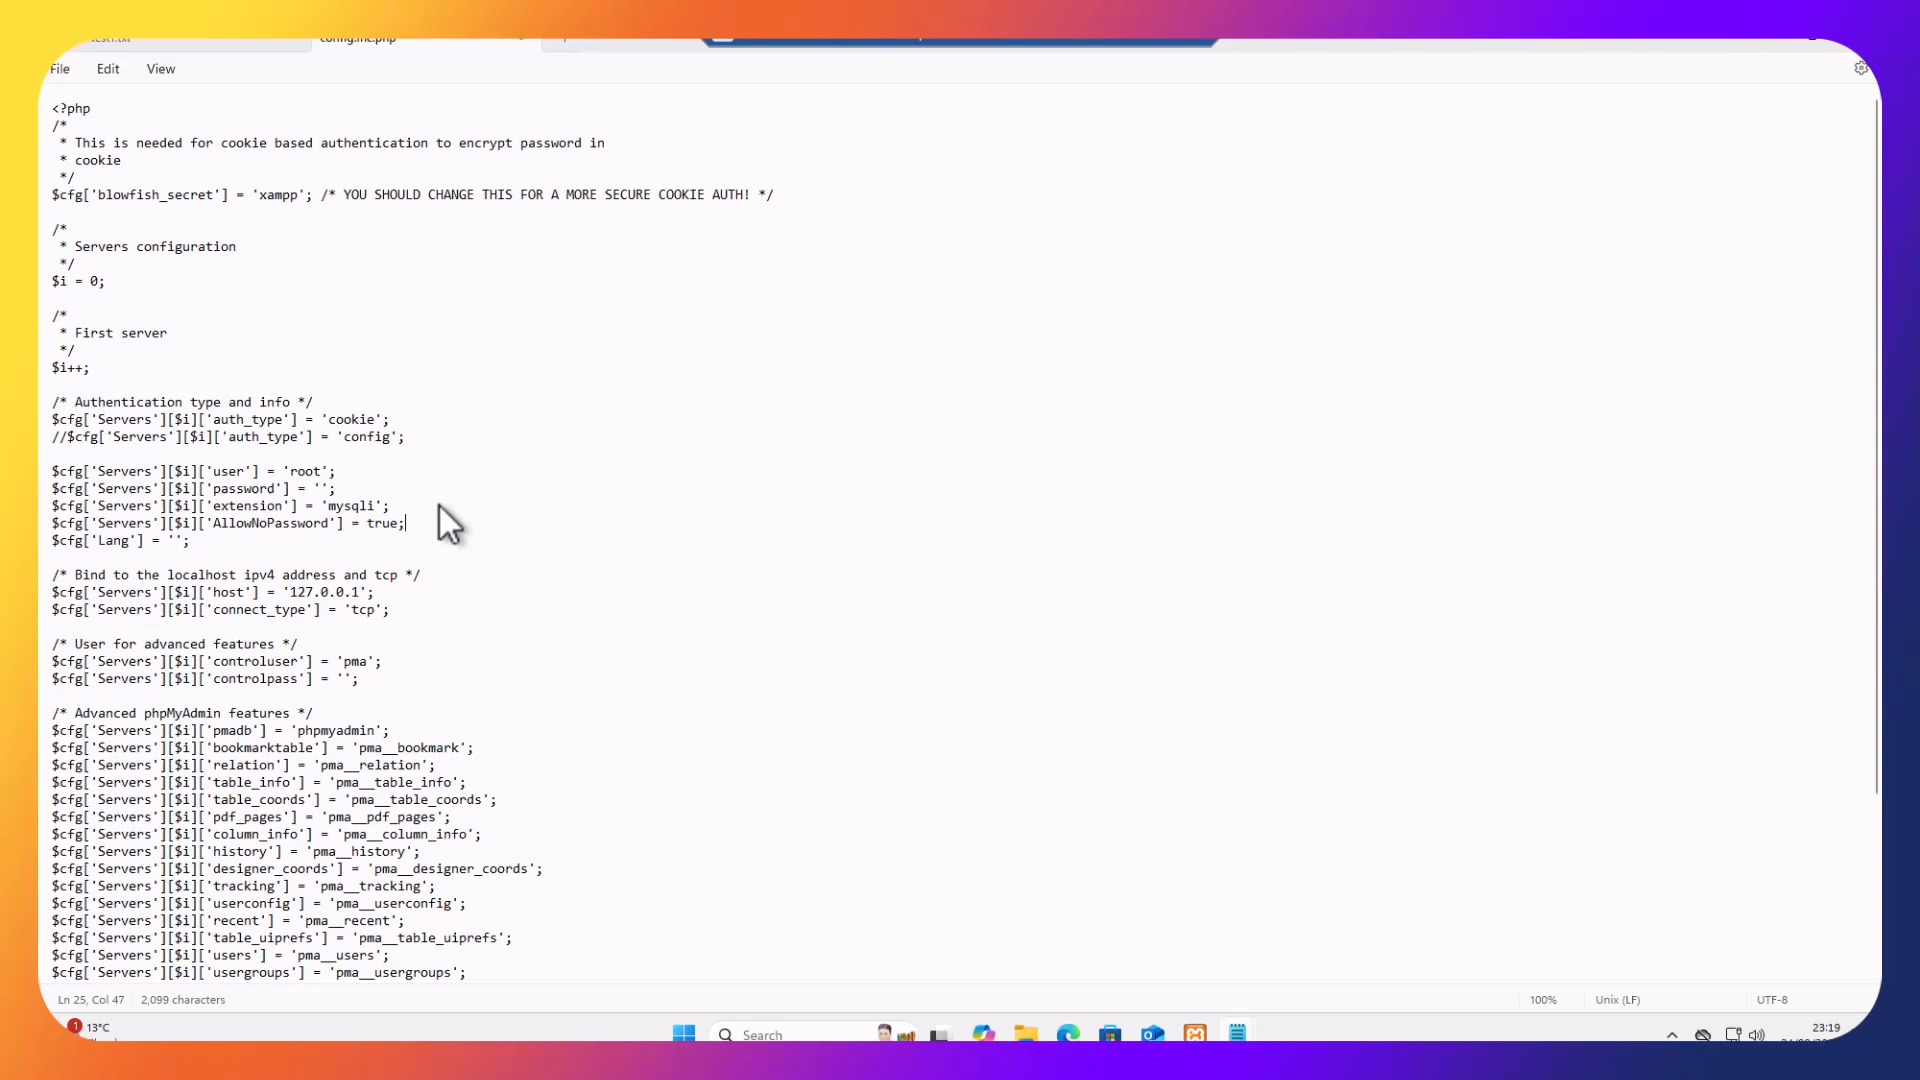 config.inc.php
File Edit View
<?php
/*
 * This is needed for cookie based authentication to encrypt password in
 * cookie
 */
$cfg['blowfish_secret'] = 'xampp'; /* YOU SHOULD CHANGE THIS FOR A MORE SECURE COOKIE AUTH! */
/*
 * Servers configuration
 */
$i = 0;
/*
 * First server
 */
$i++;
/* Authentication type and info */
$cfg['Servers'][$i]['auth_type'] = 'cookie';
//$cfg['Servers'][$i]['auth_type'] = 'config';
$cfg['Servers'][$i]['user'] = 'root';
$cfg['Servers'][$i]['password'] = '';
$cfg['Servers'][$i]['extension'] = 'mysqli';
$cfg['Servers'][$i]['AllowNoPassword'] = true;
$cfg['Lang'] = '';
/* Bind to the localhost ipv4 address and tcp */
$cfg['Servers'][$i]['host'] = '127.0.0.1';
$cfg['Servers'][$i]['connect_type'] = 'tcp';
/* User for advanced features */
$cfg['Servers'][$i]['controluser'] = 'pma';
$cfg['Servers'][$i]['controlpass'] = '';
/* Advanced phpMyAdmin features */
$cfg['Servers'][$i]['pmadb'] = 'phpmyadmin';
$cfg['Servers'][$i]['bookmarktable'] = 'pma__bookmark';
$cfg['Servers'][$i]['relation'] = 'pma__relation';
$cfg['Servers'][$i]['table_info'] = 'pma__table_info';
$cfg['Servers'][$i]['table_coords'] = 'pma__table_coords';
$cfg['Servers'][$i]['pdf_pages'] = 'pma__pdf_pages';
$cfg['Servers'][$i]['column_info'] = 'pma__column_info';
$cfg['Servers'][$i]['history'] = 'pma__history';
$cfg['Servers'][$i]['designer_coords'] = 'pma__designer_coords';
$cfg['Servers'][$i]['tracking'] = 'pma__tracking';
$cfg['Servers'][$i]['userconfig'] = 'pma__userconfig';
$cfg['Servers'][$i]['recent'] = 'pma__recent';
$cfg['Servers'][$i]['table_uiprefs'] = 'pma__table_uiprefs';
$cfg['Servers'][$i]['users'] = 'pma__users';
$cfg['Servers'][$i]['usergroups'] = 'pma__usergroups';
Ln 25, Col 47 2,099 characters 100% Unix (LF) UTF-8
1 13°C Search 23:19